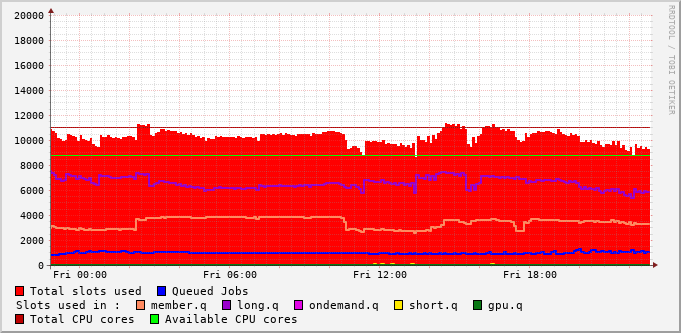 20000
18000
16000
14000
12000
10000
8000
6000
4000
2000
0
Fri 00:00 Fri 06:00 Fri 12:00 Fri 18:00
RRDTOOL / TOBI OETIKER
Total slots used Queued Jobs
Slots used in : member.q long.q ondemand.q short.q gpu.q
Total CPU cores Available CPU cores